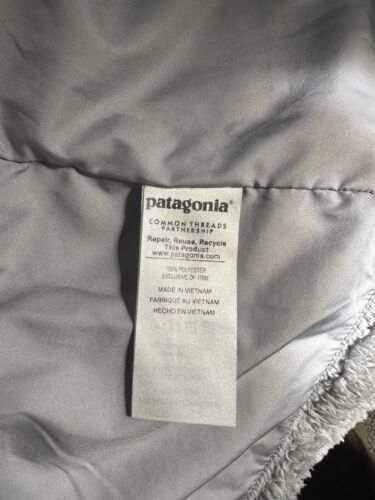 patagonia®
COMMON THREADS
PARTNERSHIP
Repair, Reuse, Recycle
This Product
www.patagonia.com
100% POLYESTER
EXCLUSIVE OF TRIM
MADE IN VIETNAM
FABRIQUÉ AU VIETNAM
HECHO EN VIETNAM